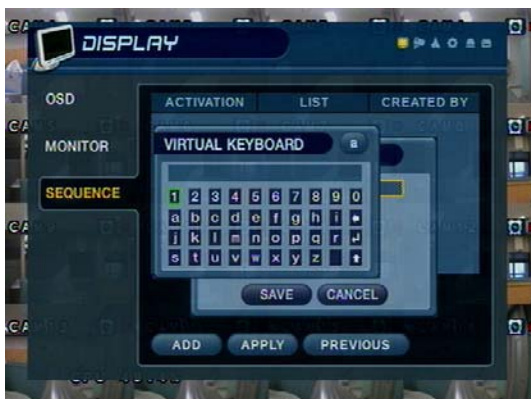 DISPLAY
OSD
MONITOR
SEQUENCE
ACTIVATION LIST CREATED BY
VIRTUAL KEYBOARD a
1 2 3 4 5 6 7 8 9 0
a b c d e f g h i
j k l m n o p q r
s t u v w x y z
SAVE CANCEL
ADD APPLY PREVIOUS